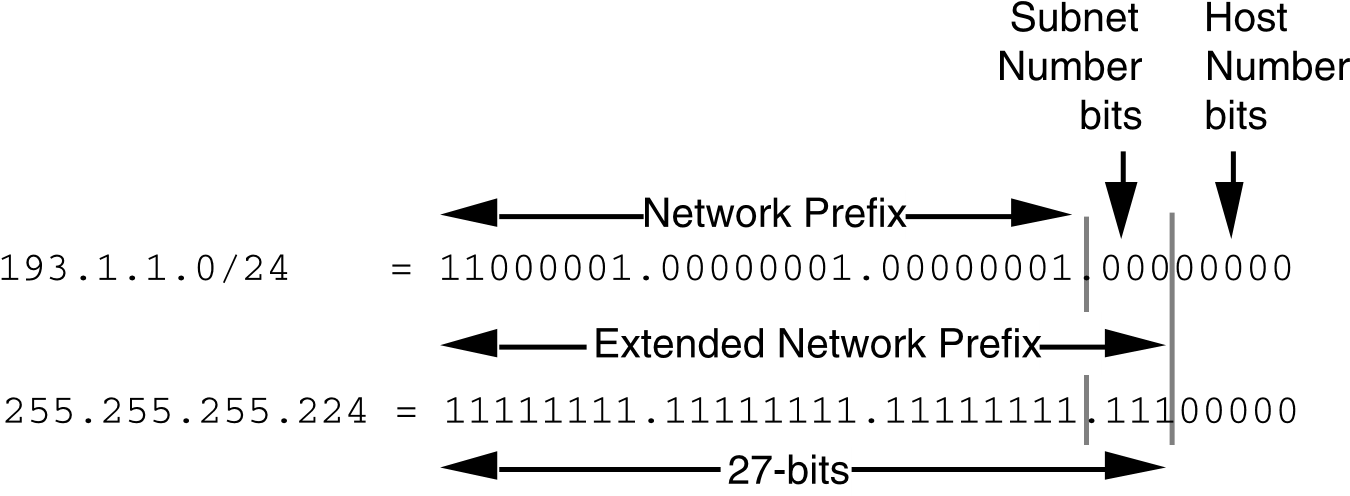 Subnet
Number
bits
Host
Number
bits
Network Prefix
193.1.1.0/24 = 11000001.00000001.00000001.00000000
Extended Network Prefix
255.255.255.224 = 11111111.11111111.11111111.11100000
27-bits